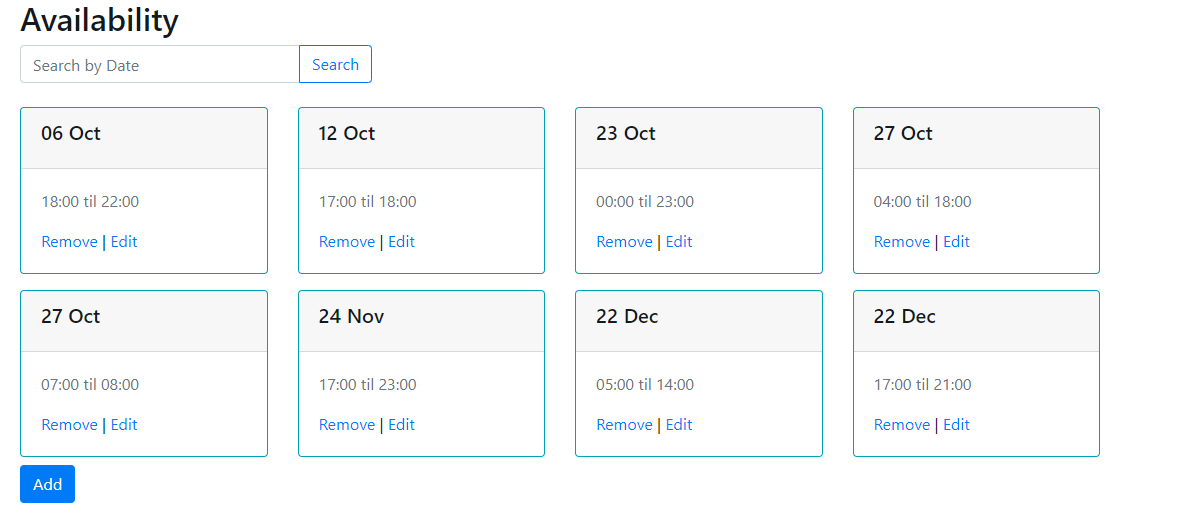 Availability
Search by Date Search
06 Oct 12 Oct 23 Oct 27 Oct
18:00 til 22:00 17:00 til 18:00 00:00 til 23:00 04:00 til 18:00
Remove | Edit Remove | Edit Remove | Edit Remove | Edit
27 Oct 24 Nov 22 Dec 22 Dec
07:00 til 08:00 17:00 til 23:00 05:00 til 14:00 17:00 til 21:00
Remove | Edit Remove | Edit Remove | Edit Remove | Edit
Add